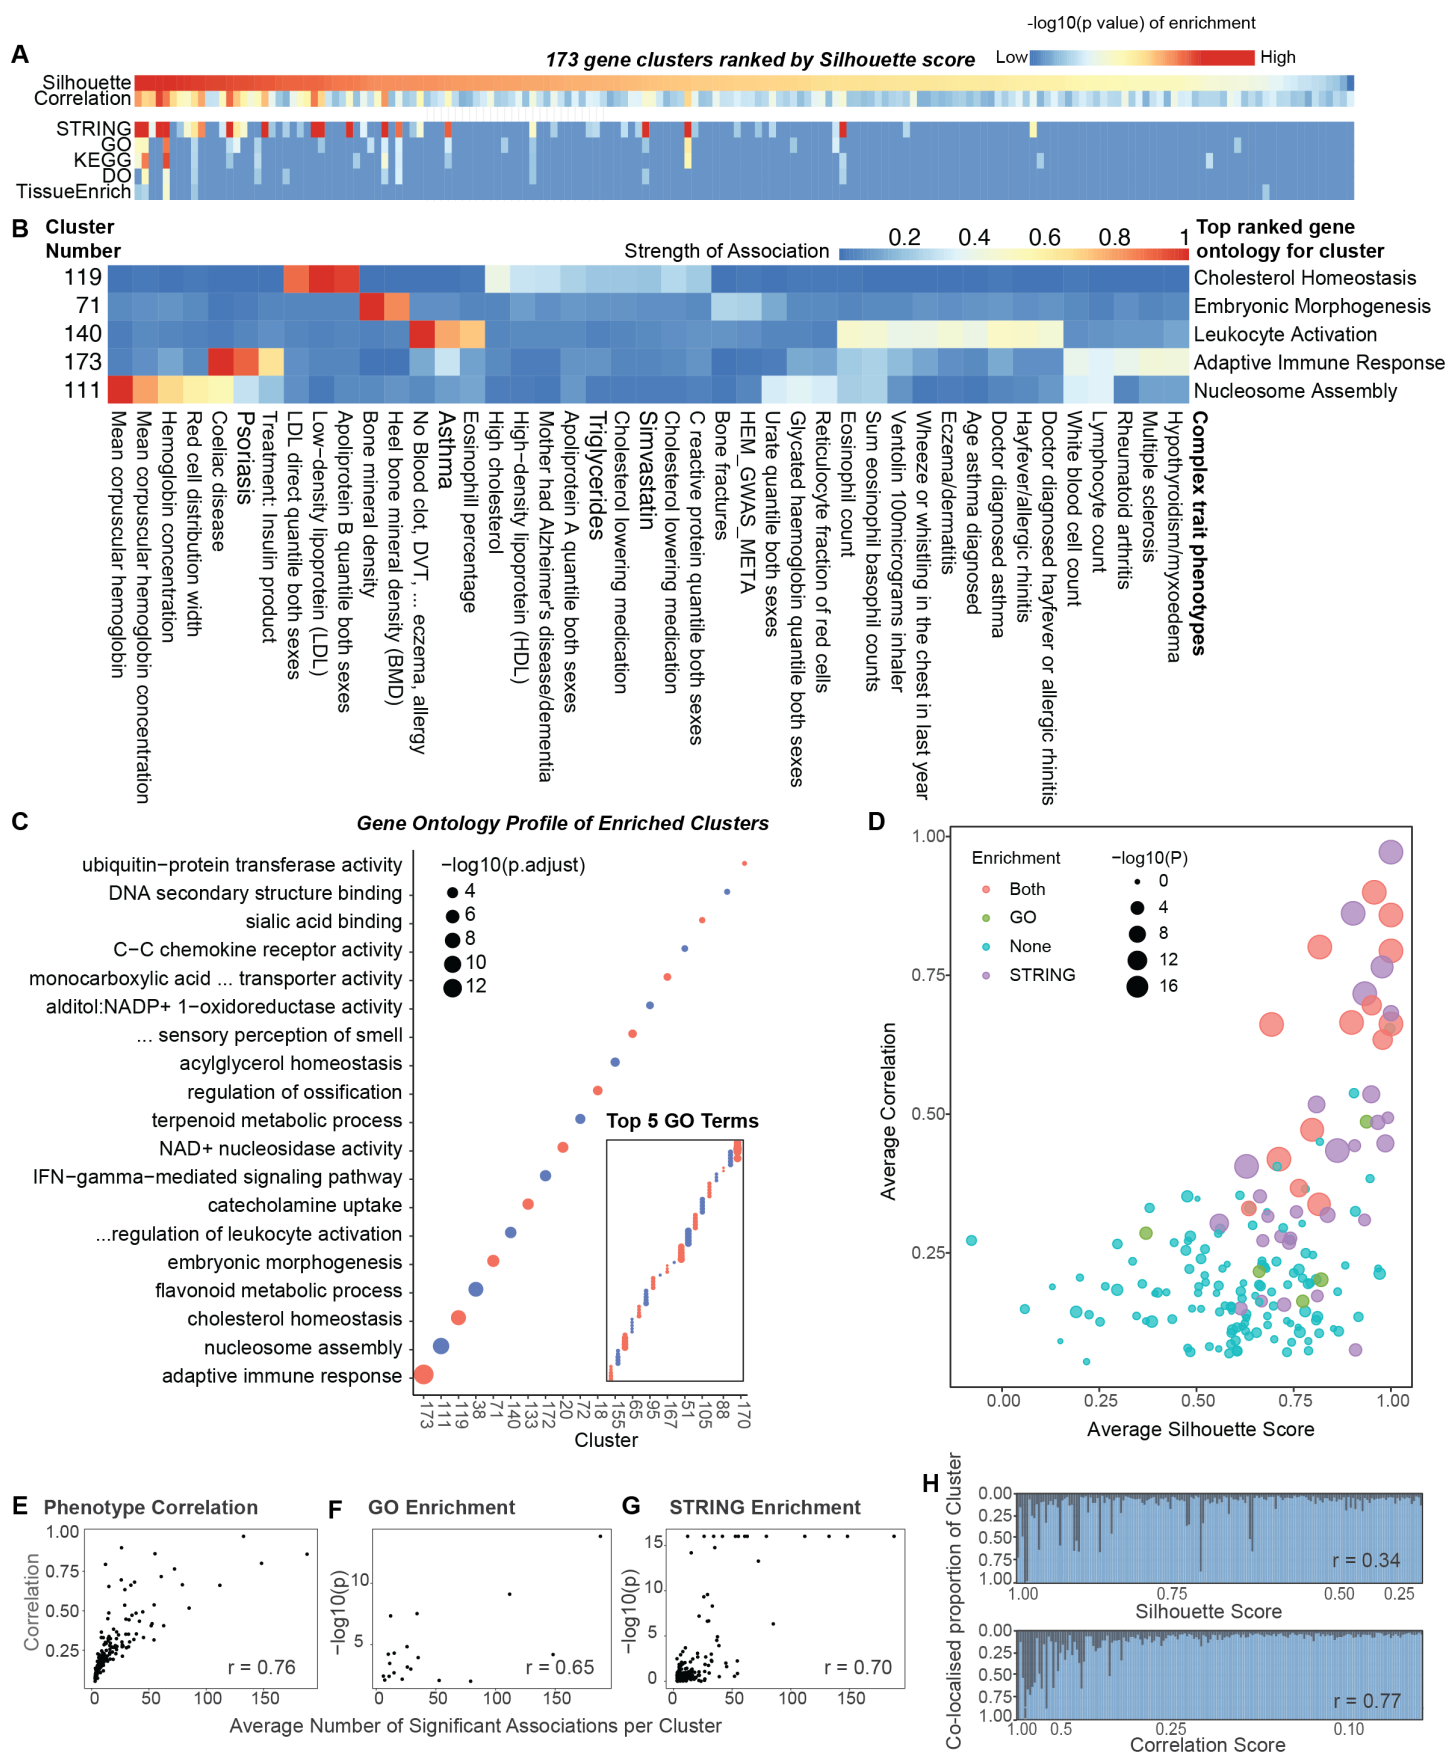 -log10(p value) of enrichment
A
173 gene clusters ranked by Silhouette score
Low
High
Silhouette
Correlation
STRING
GO
KEGG
DO
TissueEnrich
B
Cluster
Number
Strength of Association
0.2
0.4
0.6
0.8
1
Top ranked gene
ontology for cluster
119
Cholesterol Homeostasis
71
Embryonic Morphogenesis
140
Leukocyte Activation
173
Adaptive Immune Response
111
Nucleosome Assembly
Mean corpuscular hemoglobin
Mean corpuscular hemoglobin concentration
Hemoglobin concentration
Red cell distribution width
Coeliac disease
Psoriasis
Treatment: Insulin product
LDL direct quantile both sexes
Low−density lipoprotein (LDL)
Apoliprotein B quantile both sexes
Bone mineral density
Heel bone mineral density (BMD)
No Blood clot, DVT, ... eczema, allergy
Asthma
Eosinophill percentage
High cholesterol
High−density lipoprotein (HDL)
Mother had Alzheimer's disease/dementia
Apoliprotein A quantile both sexes
Triglycerides
Cholesterol lowering medication
Simvastatin
Cholesterol lowering medication
C reactive protein quantile both sexes
Bone fractures
HEM_GWAS_META
Urate quantile both sexes
Glycated haemoglobin quantile both sexes
Reticulocyte fraction of red cells
Eosinophil count
Sum eosinophil basophil counts
Ventolin 100micrograms inhaler
Wheeze or whistling in the chest in last year
Eczema/dermatitis
Age asthma diagnosed
Doctor diagnosed asthma
Hayfever/allergic rhinitis
Doctor diagnosed hayfever or allergic rhinitis
White blood cell count
Lymphocyte count
Rheumatoid arthritis
Multiple sclerosis
Hypothyroidism/myxoedema
Complex trait phenotypes
C
Gene Ontology Profile of Enriched Clusters
ubiquitin−protein transferase activity
DNA secondary structure binding
sialic acid binding
C−C chemokine receptor activity
monocarboxylic acid ... transporter activity
alditol:NADP+ 1−oxidoreductase activity
... sensory perception of smell
acylglycerol homeostasis
regulation of ossification
terpenoid metabolic process
NAD+ nucleosidase activity
IFN−gamma−mediated signaling pathway
catecholamine uptake
...regulation of leukocyte activation
embryonic morphogenesis
flavonoid metabolic process
cholesterol homeostasis
nucleosome assembly
adaptive immune response
−log10(p.adjust)
4
6
8
10
12
Top 5 GO Terms
173
111
119
38
71
140
133
172
20
72
18
155
65
95
167
51
105
88
170
Cluster
D
Average Correlation
1.00
0.75
0.50
0.25
Enrichment
Both
GO
None
STRING
−log10(P)
0
4
8
12
16
0.00
0.25
0.50
0.75
1.00
Average Silhouette Score
E
Phenotype Correlation
Correlation
1.00
0.75
0.50
0.25
r = 0.76
0
50
100
150
F
GO Enrichment
−log10(p)
10
5
r = 0.65
0
50
100
150
G
STRING Enrichment
−log10(p)
15
10
5
0
r = 0.70
0
50
100
150
Average Number of Significant Associations per Cluster
H
Co-localised proportion of Cluster
0.00
0.25
0.50
0.75
1.00
r = 0.34
1.00
0.75
0.50
0.25
Silhouette Score
0.00
0.25
0.50
0.75
1.00
r = 0.77
1.00
0.5
0.25
0.10
Correlation Score